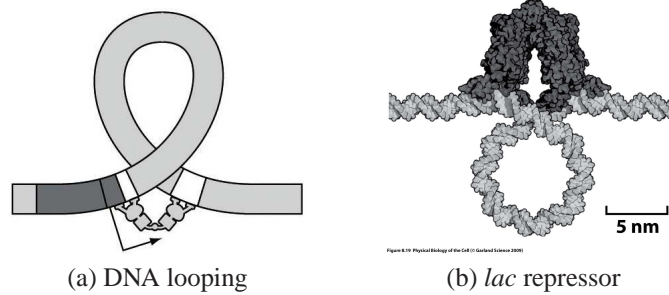 5 nm
Figure 8.19 Physical Biology of the Cell (© Garland Science 2009)
(a) DNA looping
(b) lac repressor